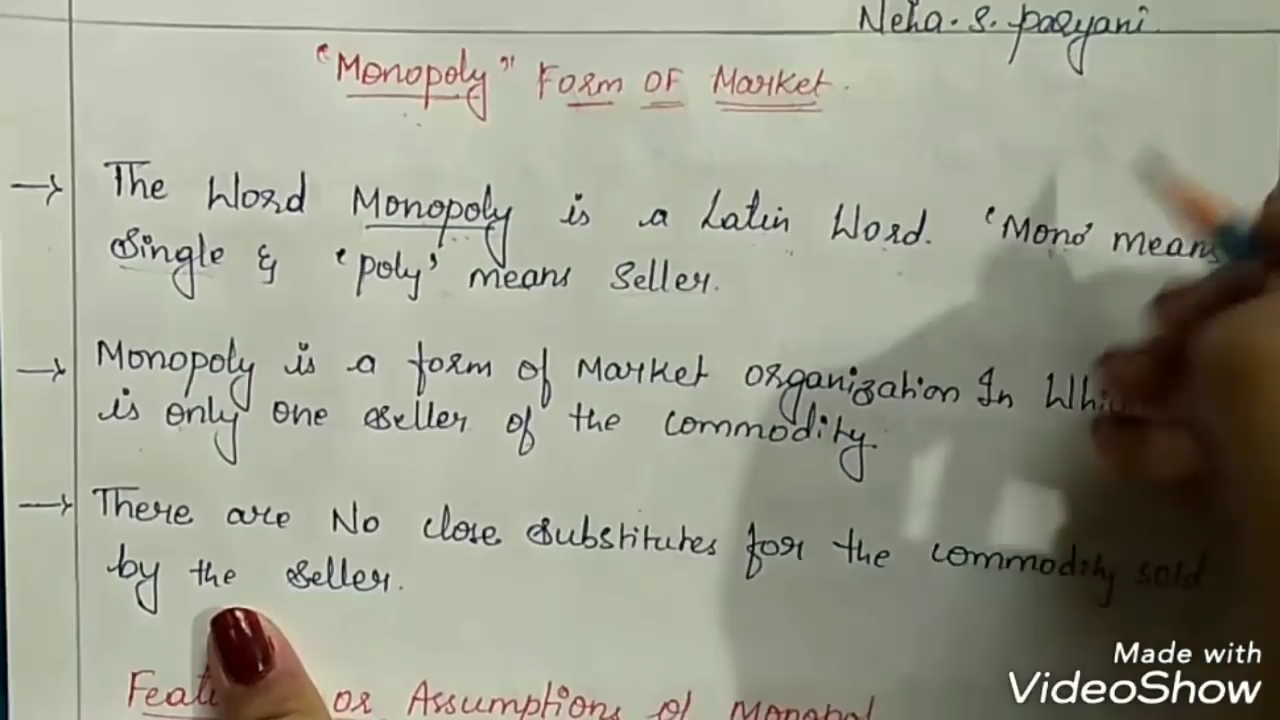 Neha. S. Paryani.
"Monopoly" Form OF Market.
→ The Word Monopoly is a Latin Word. 'Mono' means
Single & 'poly' means Seller.
→ Monopoly is a form of Market organization In
is only one seller of the commodity.
→ There are No close substitutes for the commodity sold
by the seller.
or Assumptions of
Made with
VideoShow